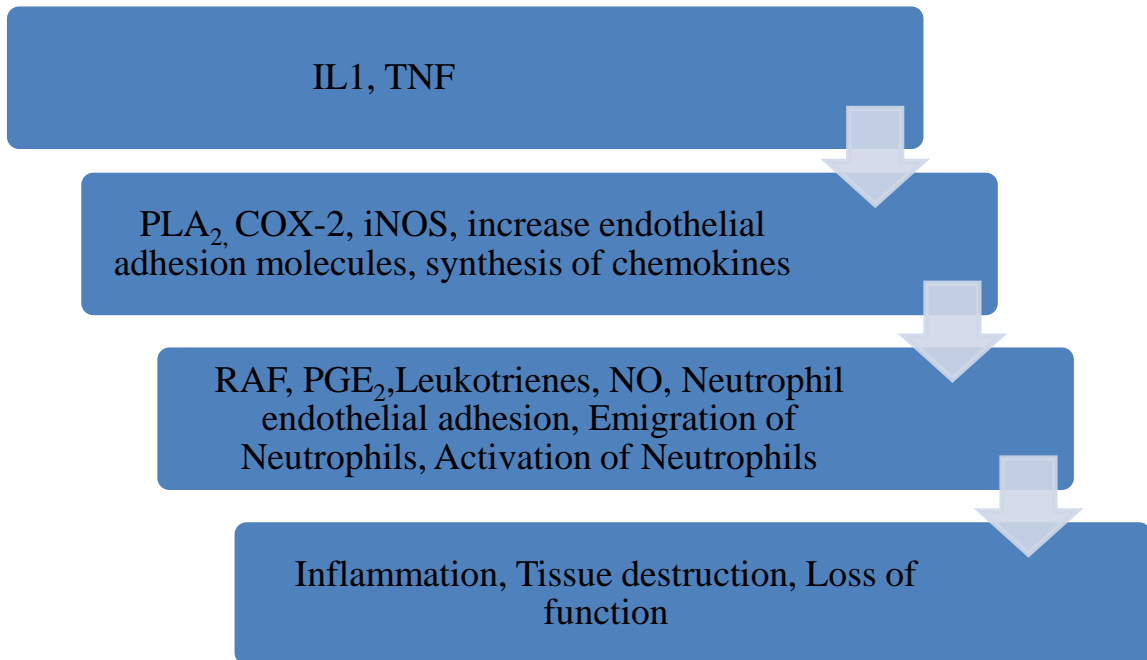 IL1, TNF
PLA₂, COX-2, iNOS, increase endothelial
adhesion molecules, synthesis of chemokines
RAF, PGE₂,Leukotrienes, NO, Neutrophil
endothelial adhesion, Emigration of
Neutrophils, Activation of Neutrophils
Inflammation, Tissue destruction, Loss of
function